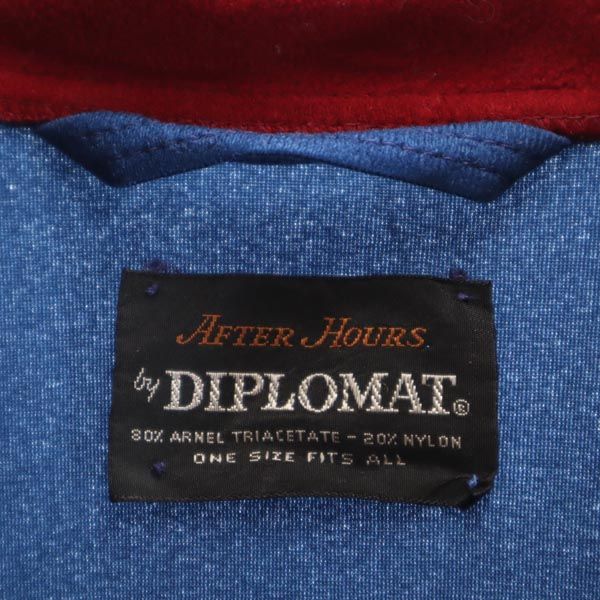 AFTER HOURS
by DIPLOMAT®
80% ARNEL TRIACETATE - 20% NYLON
ONE SIZE FITS ALL